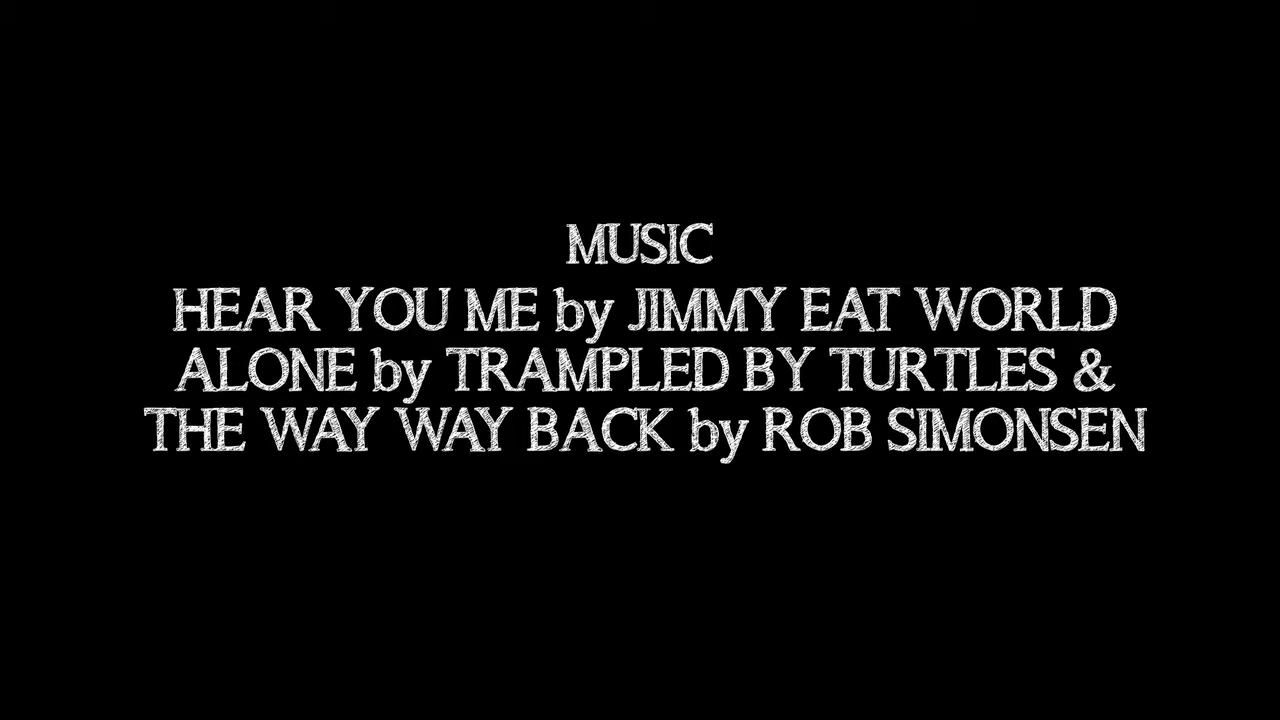 MUSIC
HEAR YOU ME by JIMMY EAT WORLD
ALONE by TRAMPLED BY TURTLES &
THE WAY WAY BACK by ROB SIMONSEN